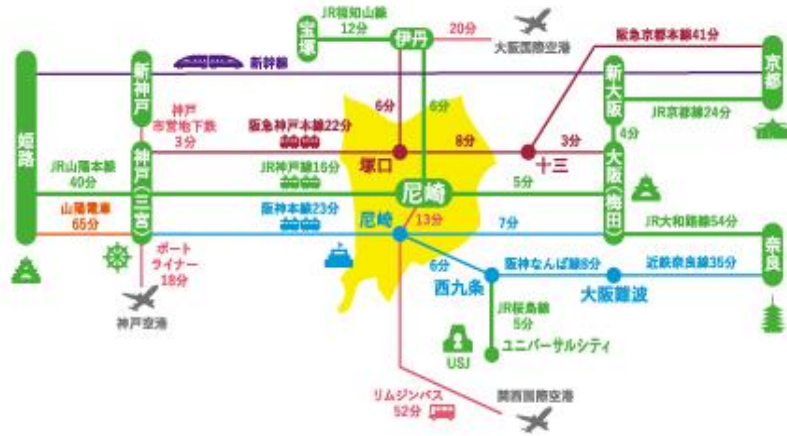 JR福知山線
12分
宝塚
伊丹
20分
大阪国際空港
阪急京都本線41分
京都
新神戸
新幹線
新大阪
JR京都線24分
神戸
市営地下鉄
3分
6分
6分
4分
姫路
阪急神戸本線22分
8分
3分
塚口
十三
神戸(三宮)
JR山陽本線
40分
JR神戸線16分
尼崎
5分
大阪(梅田)
山陽電車
65分
阪神本線23分
尼崎
13分
7分
JR大和路線54分
奈良
ポート
ライナー
18分
6分
阪神なんば線8分
近鉄奈良線35分
西九条
大阪難波
神戸空港
JR桜島線
5分
USJ
ユニバーサルシティ
リムジンバス
52分
関西国際空港